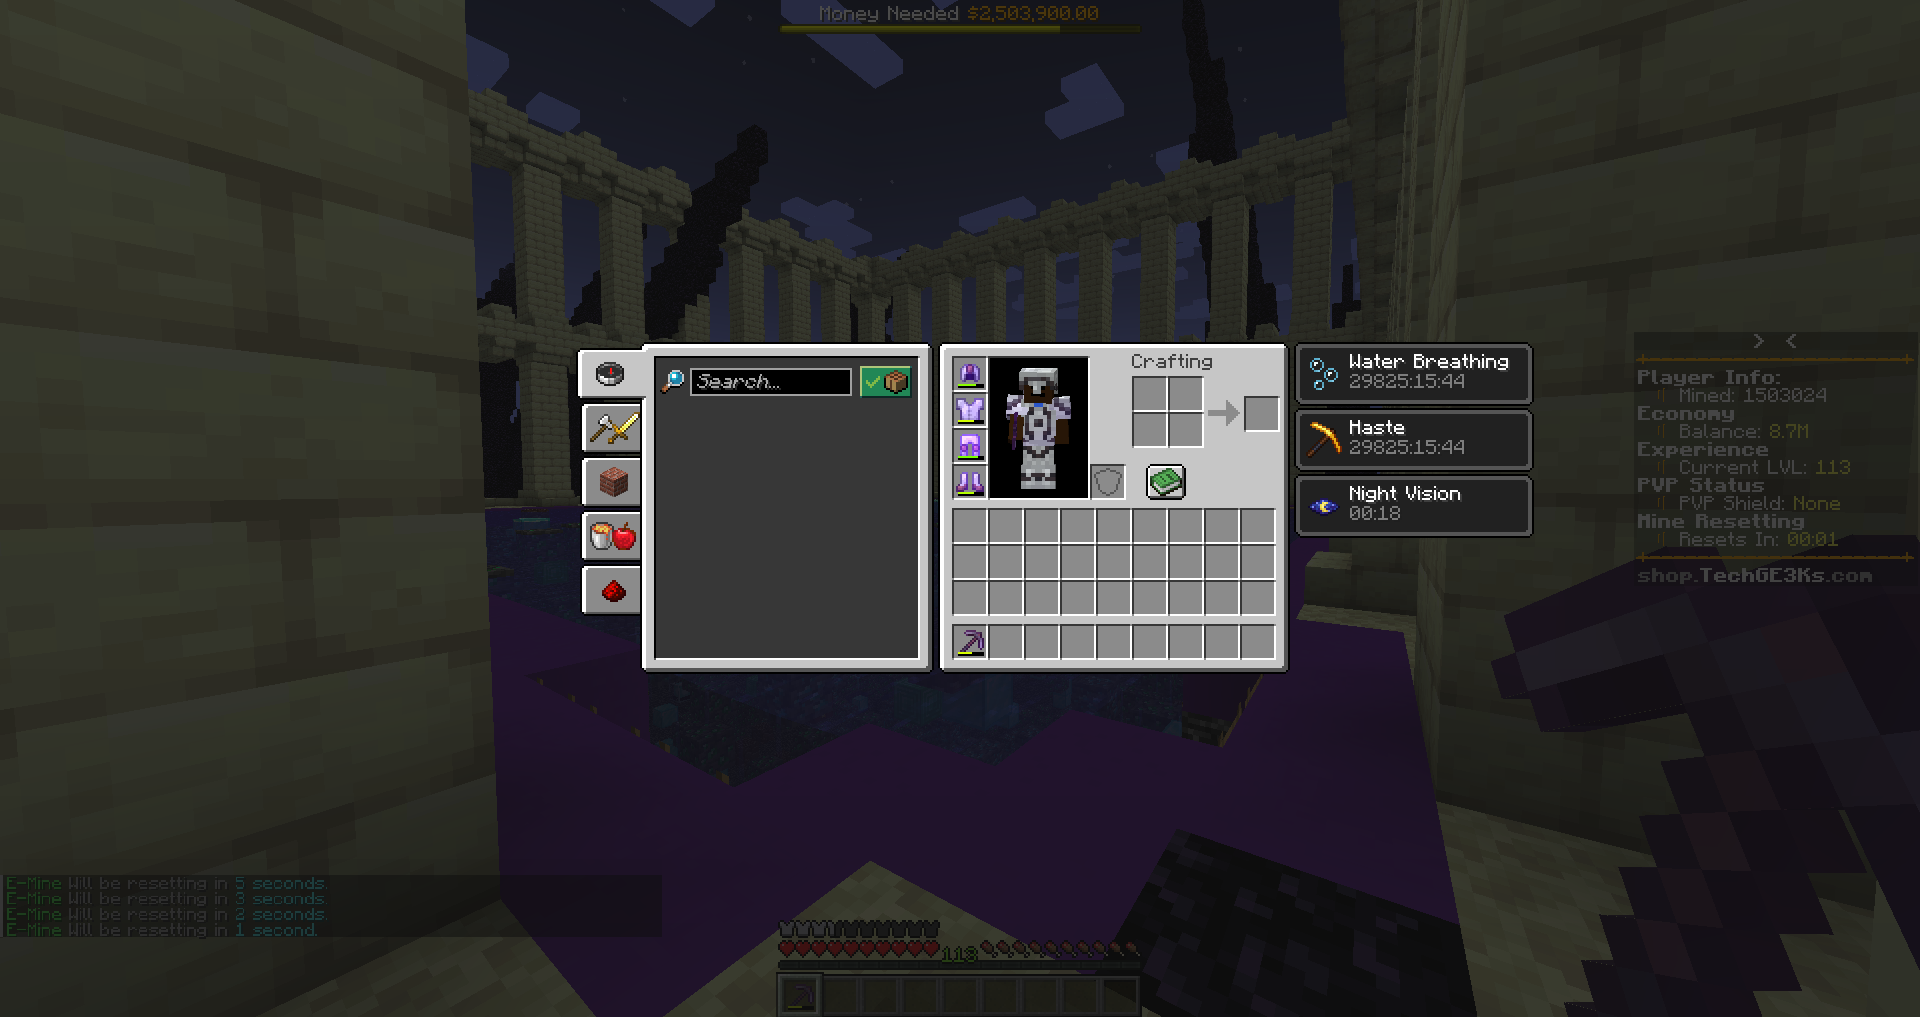 Money Needed $2,503,900.00
Search...
Crafting
Water Breathing
29825:15:44
Haste
29825:15:44
Night Vision
00:18
> <
Player Info:
Mined: 1503024
Economy
Balance: 8.7M
Experience
Current LVL: 113
PVP Status
PVP Shield: None
Mine Resetting
Resets In: 00:01
shop.TechGE3Ks.com
E-Mine Will be resetting in 5 seconds.
E-Mine Will be resetting in 3 seconds.
E-Mine Will be resetting in 2 seconds.
E-Mine Will be resetting in 1 second.
113